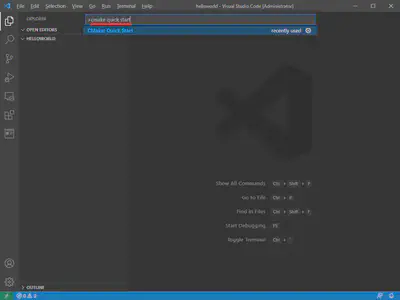 File Edit Selection View Go Run Terminal Help helloworld - Visual Studio Code [Administrator]
EXPLORER
>cmake quick start
CMake: Quick Start recently used
OPEN EDITORS
HELLOWORLD
Show All Commands Ctrl + Shift + P
Go to File Ctrl + P
Find in Files Ctrl + Shift + F
Start Debugging F5
Toggle Terminal Ctrl +
OUTLINE
0 0